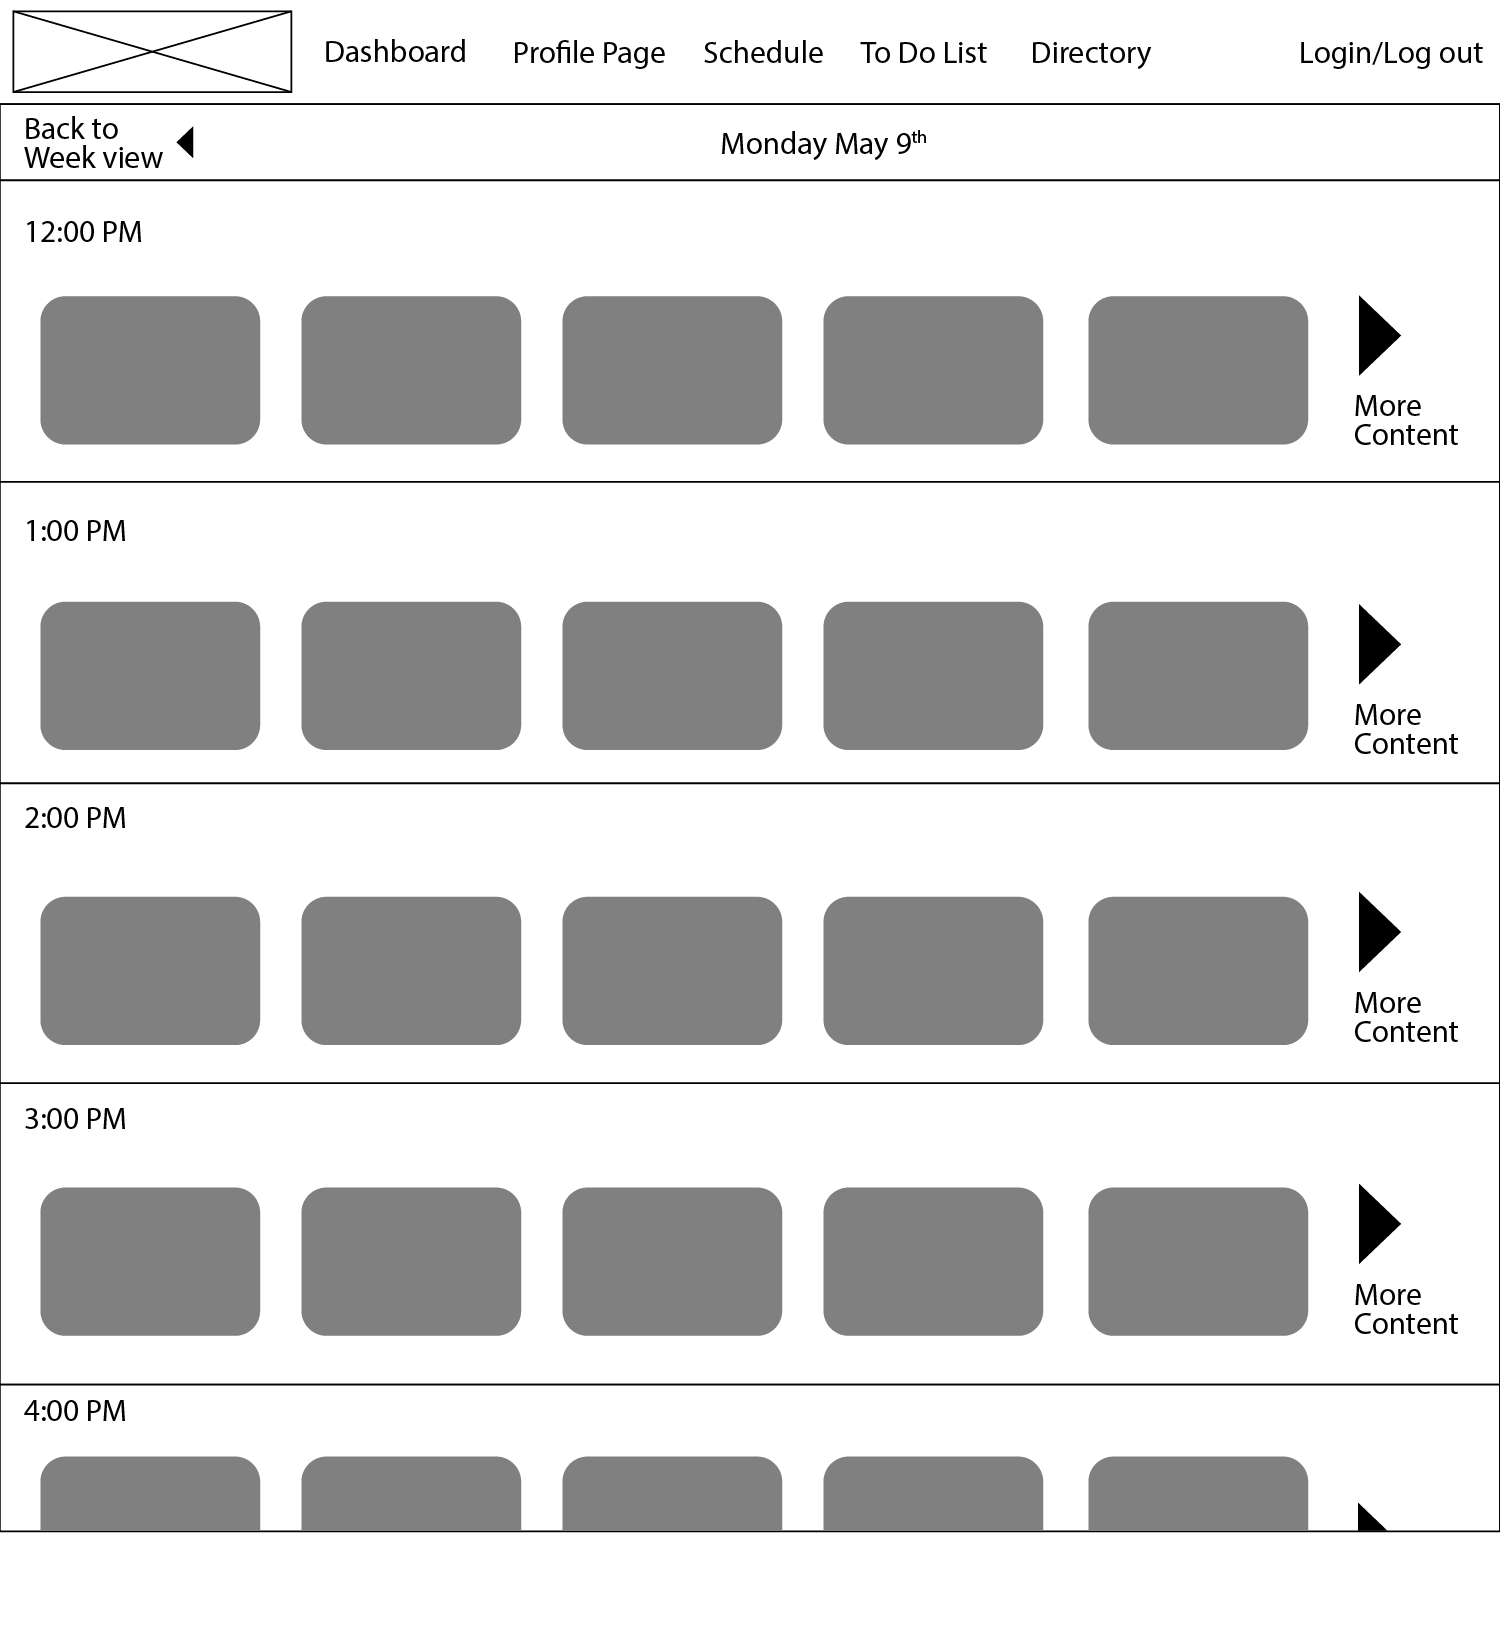 Dashboard Profile Page Schedule To Do List Directory Login/Log out
Back to
Week view
Monday May 9th
12:00 PM
More
Content
1:00 PM
More
Content
2:00 PM
More
Content
3:00 PM
More
Content
4:00 PM